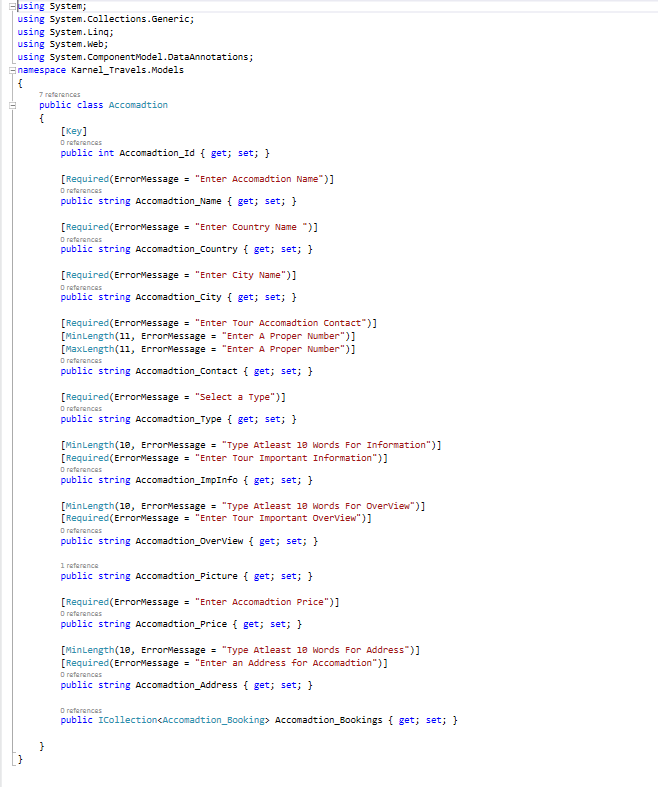 using System;
using System.Collections.Generic;
using System.Linq;
using System.Web;
using System.ComponentModel.DataAnnotations;
namespace Karnel_Travels.Models
{
7 references
public class Accomadtion
{
[Key]
0 references
public int Accomadtion_Id { get; set; }
[Required(ErrorMessage = "Enter Accomadtion Name")]
0 references
public string Accomadtion_Name { get; set; }
[Required(ErrorMessage = "Enter Country Name ")]
0 references
public string Accomadtion_Country { get; set; }
[Required(ErrorMessage = "Enter City Name")]
0 references
public string Accomadtion_City { get; set; }
[Required(ErrorMessage = "Enter Tour Accomadtion Contact")]
[MinLength(11, ErrorMessage = "Enter A Proper Number")]
[MaxLength(11, ErrorMessage = "Enter A Proper Number")]
0 references
public string Accomadtion_Contact { get; set; }
[Required(ErrorMessage = "Select a Type")]
0 references
public string Accomadtion_Type { get; set; }
[MinLength(10, ErrorMessage = "Type Atleast 10 Words For Information")]
[Required(ErrorMessage = "Enter Tour Important Information")]
0 references
public string Accomadtion_ImpInfo { get; set; }
[MinLength(10, ErrorMessage = "Type Atleast 10 Words For OverView")]
[Required(ErrorMessage = "Enter Tour Important OverView")]
0 references
public string Accomadtion_OverView { get; set; }
1 reference
public string Accomadtion_Picture { get; set; }
[Required(ErrorMessage = "Enter Accomadtion Price")]
0 references
public string Accomadtion_Price { get; set; }
[MinLength(10, ErrorMessage = "Type Atleast 10 Words For Address")]
[Required(ErrorMessage = "Enter an Address for Accomadtion")]
0 references
public string Accomadtion_Address { get; set; }
0 references
public ICollection<Accomadtion_Booking> Accomadtion_Bookings { get; set; }
}
}